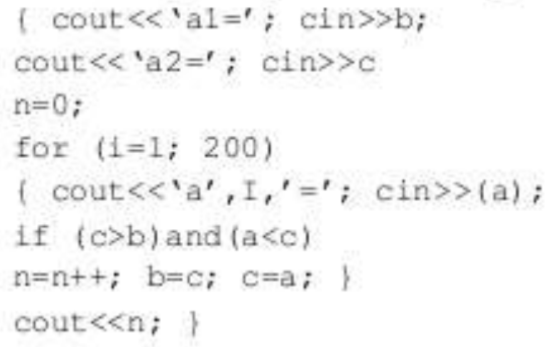 { cout<<‛a1=′; cin>>b;
cout<<‛a2=′; cin>>c
n=0;
for (i=1; 200)
{ cout<<‛a′,I,′=′; cin>>(a);
if (c>b)and(a<c)
n=n++; b=c; c=a; }
cout<<n; }